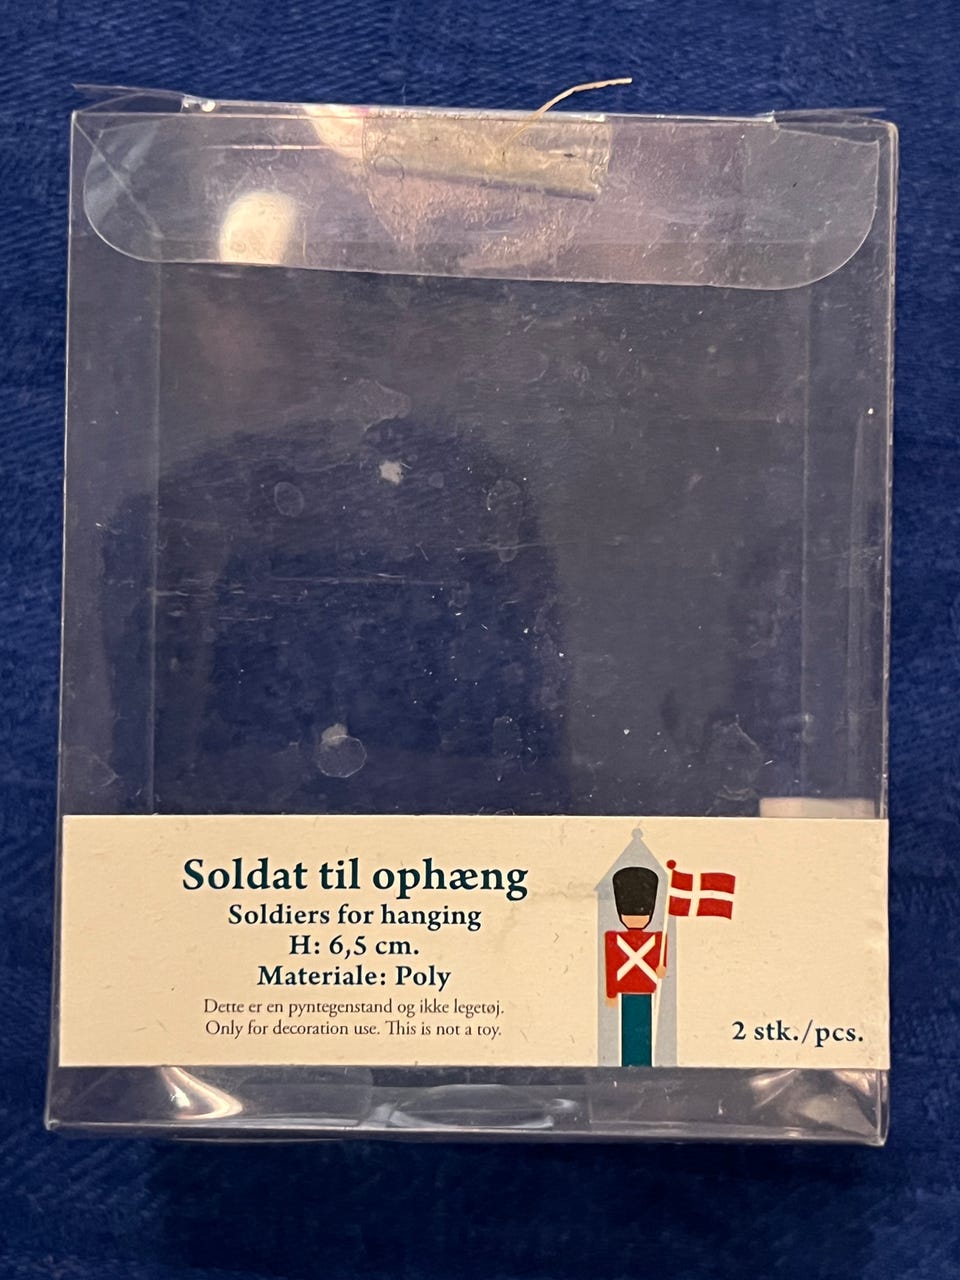 Soldat til ophæng
Soldiers for hanging
H: 6,5 cm.
Materiale: Poly
Dette er en pyntegenstand og ikke legetøj.
Only for decoration use. This is not a toy.
2 stk./pcs.